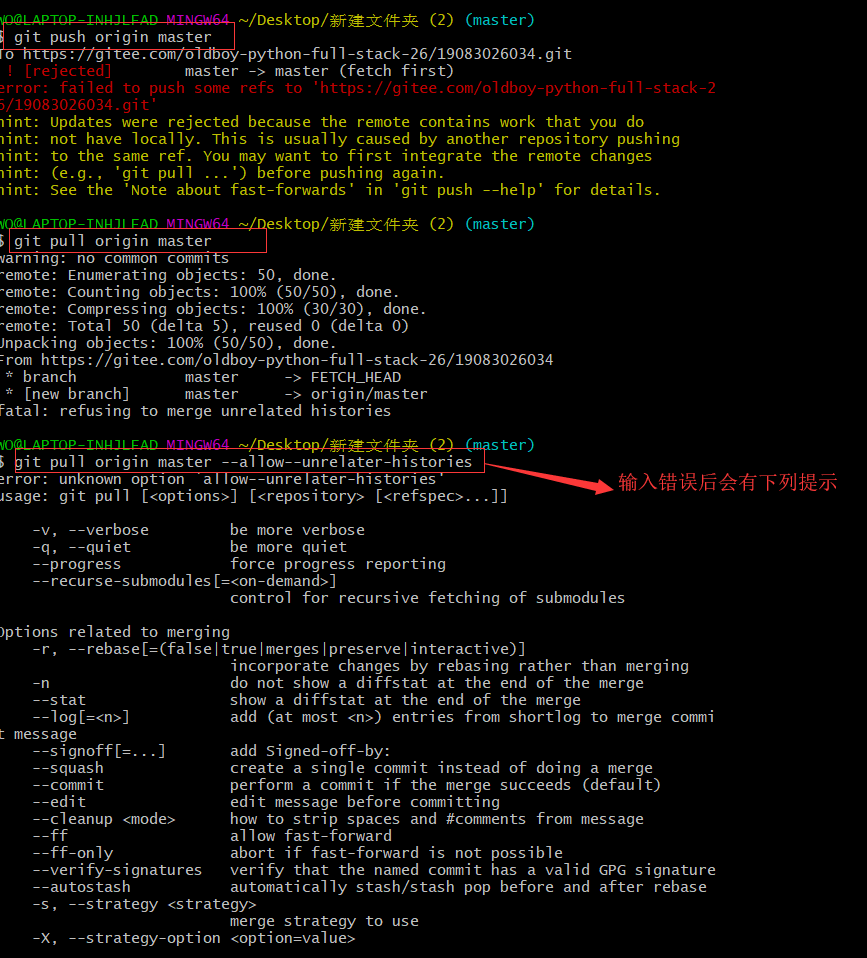 WO@LAPTOP-INHJLEAD MINGW64 ~/Desktop/新建文件夹 (2) (master)
$ git push origin master
To https://gitee.com/oldboy-python-full-stack-26/19083026034.git
! [rejected] master -> master (fetch first)
error: failed to push some refs to 'https://gitee.com/oldboy-python-full-stack-2
6/19083026034.git'
hint: Updates were rejected because the remote contains work that you do
hint: not have locally. This is usually caused by another repository pushing
hint: to the same ref. You may want to first integrate the remote changes
hint: (e.g., 'git pull ...') before pushing again.
hint: See the 'Note about fast-forwards' in 'git push --help' for details.
WO@LAPTOP-INHJLEAD MINGW64 ~/Desktop/新建文件夹 (2) (master)
$ git pull origin master
warning: no common commits
remote: Enumerating objects: 50, done.
remote: Counting objects: 100% (50/50), done.
remote: Compressing objects: 100% (30/30), done.
remote: Total 50 (delta 5), reused 0 (delta 0)
Unpacking objects: 100% (50/50), done.
From https://gitee.com/oldboy-python-full-stack-26/19083026034
* branch master -> FETCH_HEAD
* [new branch] master -> origin/master
fatal: refusing to merge unrelated histories
WO@LAPTOP-INHJLEAD MINGW64 ~/Desktop/新建文件夹 (2) (master)
$ git pull origin master --allow--unrelater-histories
输入错误后会有下列提示
error: unknown option `allow--unrelater-histories'
usage: git pull [<options>] [<repository> [<refspec>...]]
-v, --verbose be more verbose
-q, --quiet be more quiet
--progress force progress reporting
--recurse-submodules[=<on-demand>]
control for recursive fetching of submodules
Options related to merging
-r, --rebase[=(false|true|merges|preserve|interactive)]
incorporate changes by rebasing rather than merging
-n do not show a diffstat at the end of the merge
--stat show a diffstat at the end of the merge
--log[=<n>] add (at most <n>) entries from shortlog to merge commi
t message
--signoff[=...] add Signed-off-by:
--squash create a single commit instead of doing a merge
--commit perform a commit if the merge succeeds (default)
--edit edit message before committing
--cleanup <mode> how to strip spaces and #comments from message
--ff allow fast-forward
--ff-only abort if fast-forward is not possible
--verify-signatures verify that the named commit has a valid GPG signature
--autostash automatically stash/stash pop before and after rebase
-s, --strategy <strategy>
merge strategy to use
-X, --strategy-option <option=value>